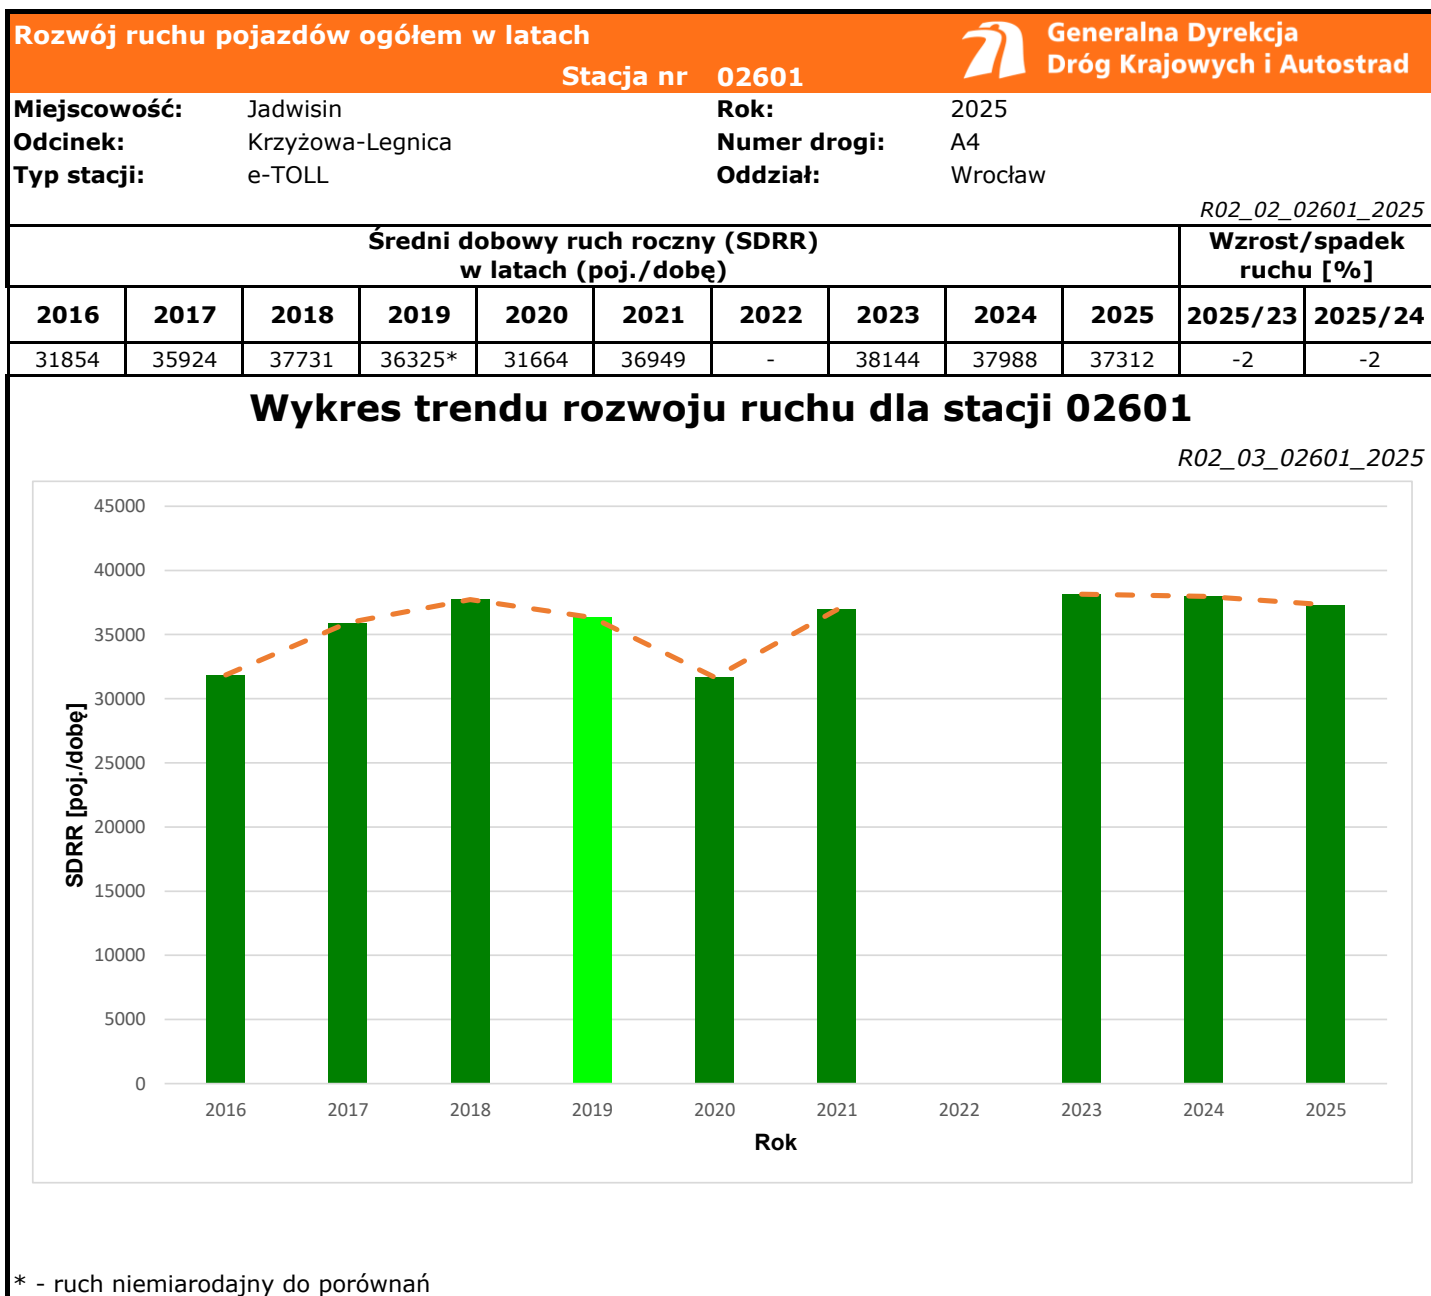 Rozwój ruchu pojazdów ogółem w latach
Generalna Dyrekcja
Dróg Krajowych i Autostrad
Stacja nr 02601
Miejscowość: Jadwisin Rok: 2025
Odcinek: Krzyżowa-Legnica Numer drogi: A4
Typ stacji: e-TOLL Oddział: Wrocław
R02_02_02601_2025
Średni dobowy ruch roczny (SDRR)
w latach (poj./dobę)
Wzrost/spadek
ruchu [%]
2016 2017 2018 2019 2020 2021 2022 2023 2024 2025 2025/23 2025/24
31854 35924 37731 36325* 31664 36949 - 38144 37988 37312 -2 -2
Wykres trendu rozwoju ruchu dla stacji 02601
R02_03_02601_2025
45000
40000
35000
30000
25000
20000
15000
10000
5000
0
SDRR [poj./dobę]
2016 2017 2018 2019 2020 2021 2022 2023 2024 2025
Rok
* - ruch niemiarodajny do porównań